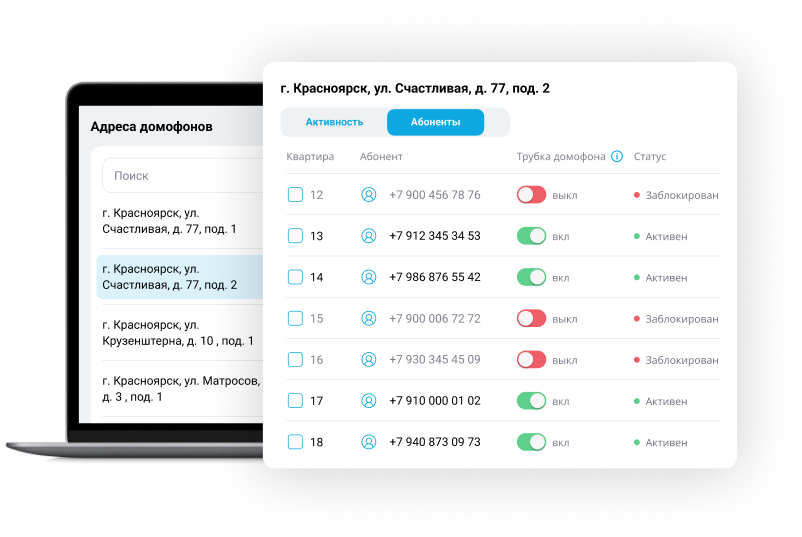 Адреса домофонов
Поиск
г. Красноярск, ул.
Счастливая, д. 77, под. 1
г. Красноярск, ул.
Счастливая, д. 77, под. 2
г. Красноярск, ул.
Крузенштерна, д. 10 , под. 1
г. Красноярск, ул. Матросов,
д. 3 , под. 1
г. Красноярск, ул. Счастливая, д. 77, под. 2
Активность Абоненты
Квартира Абонент Трубка домофона i Статус
12 +7 900 456 78 76 выкл Заблокирован
13 +7 912 345 34 53 вкл Активен
14 +7 986 876 55 42 вкл Активен
15 +7 900 006 72 72 выкл Заблокирован
16 +7 930 345 45 09 выкл Заблокирован
17 +7 910 000 01 02 вкл Активен
18 +7 940 873 09 73 вкл Активен